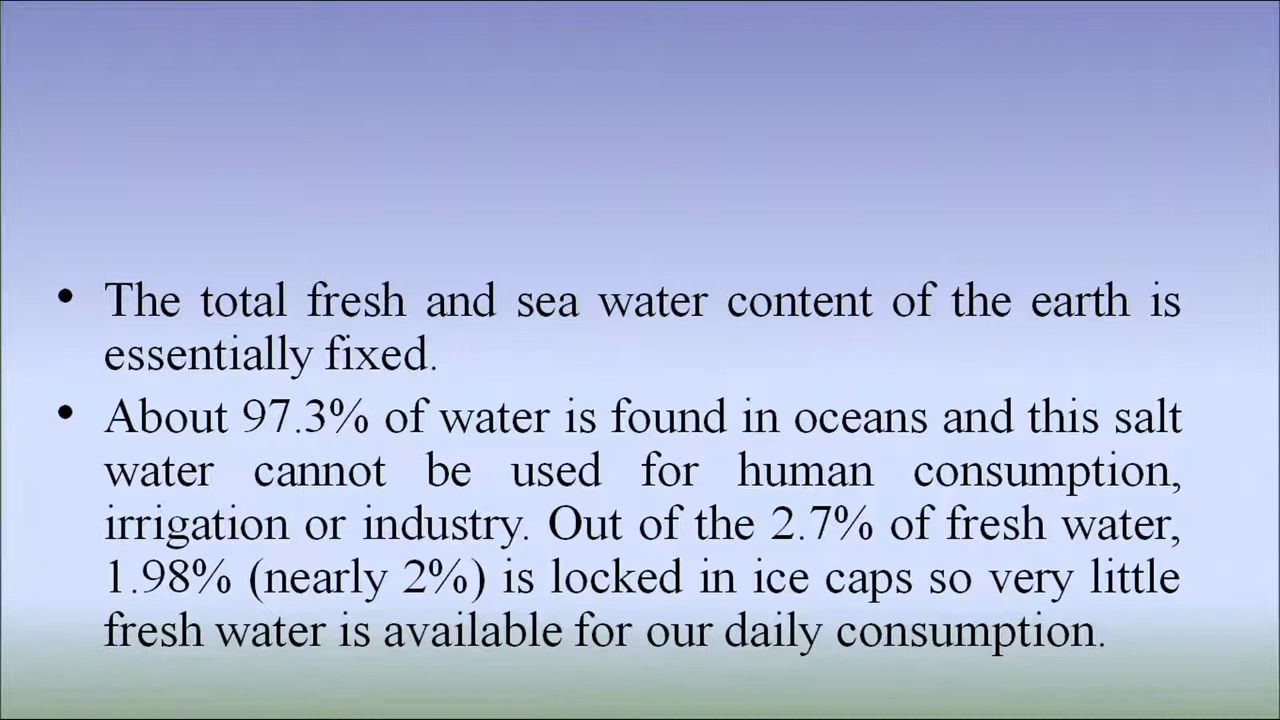 • The total fresh and sea water content of the earth is
essentially fixed.
• About 97.3% of water is found in oceans and this salt
water cannot be used for human consumption,
irrigation or industry. Out of the 2.7% of fresh water,
1.98% (nearly 2%) is locked in ice caps so very little
fresh water is available for our daily consumption.